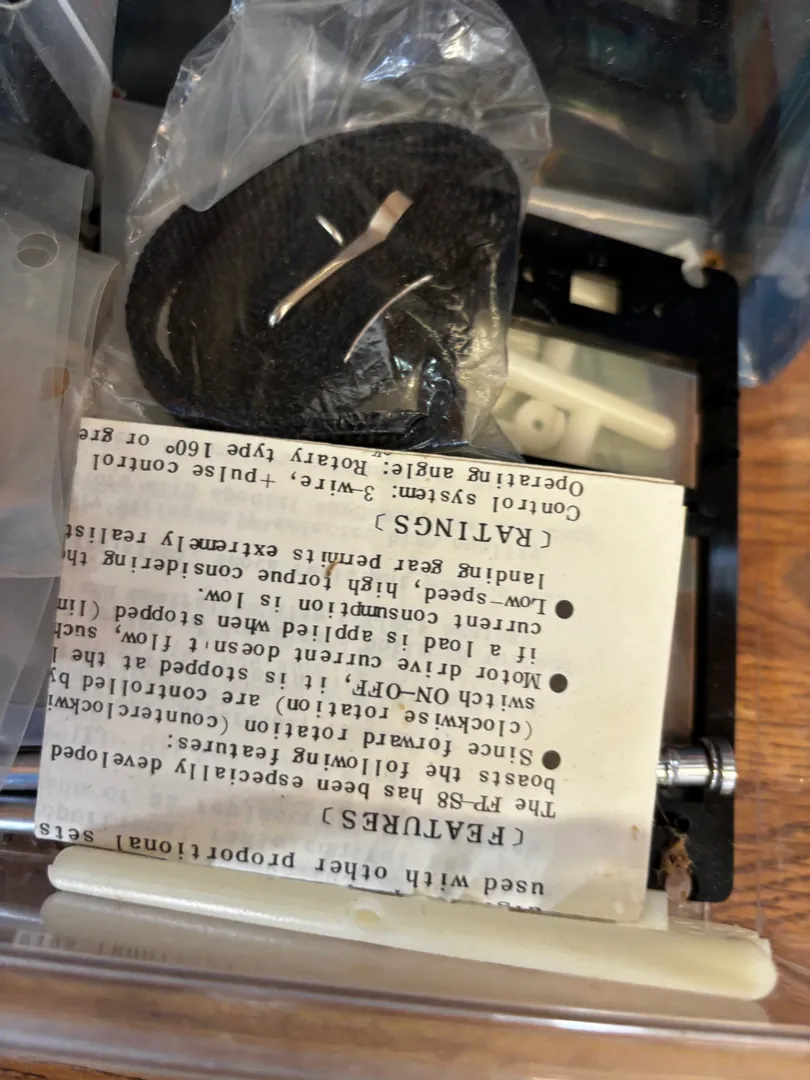 used with other proportional sets
〔FEATURES〕
The FP-S8 has been especially developed
boasts the following features:
● Since forward rotation (counterclockwi
(clockwise rotation) are controlled by
switch ON-OFF, it is stopped at the
● Motor drive current doesn't flow, such
if a load is applied when stopped (lim
current consumption is low.
● Low-speed, high torpue considering the
landing gear permits extremely realist
〔RATINGS〕
Control system: 3-wire, +pulse control
Operating angle: Rotary type 160° or gre